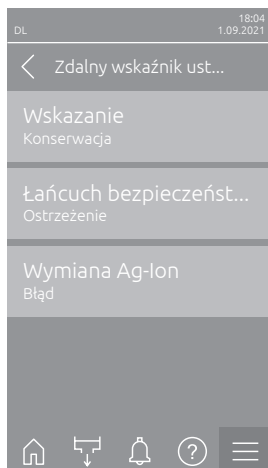 18:04
DL 1.09.2021
Zdalny wskaźnik ust...
Wskazanie
Konserwacja
Łańcuch bezpieczeńst...
Ostrzeżenie
Wymiana Ag-Ion
Błąd
?